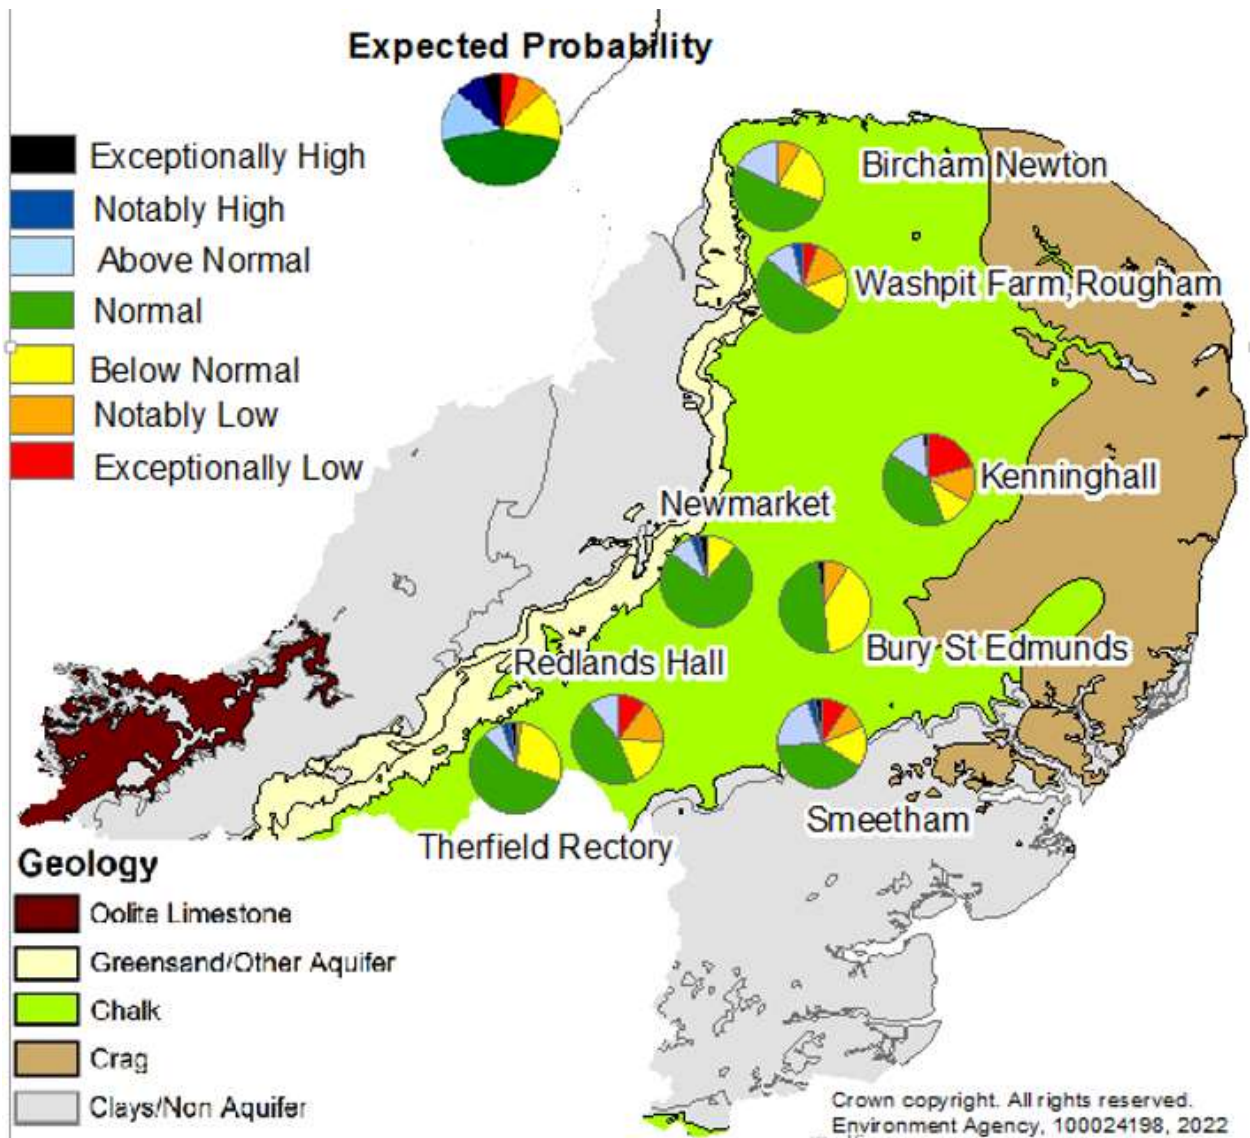 Expected Probability
Exceptionally High
Notably High
Above Normal
Normal
Below Normal
Notably Low
Exceptionally Low
Bircham Newton
Washpit Farm,Rougham
Kenninghall
Newmarket
Bury St Edmunds
Redlands Hall
Smeetham
Therfield Rectory
Geology
Oolite Limestone
Greensand/Other Aquifer
Chalk
Crag
Clays/Non Aquifer
Crown copyright. All rights reserved.
Environment Agency, 100024198, 2022